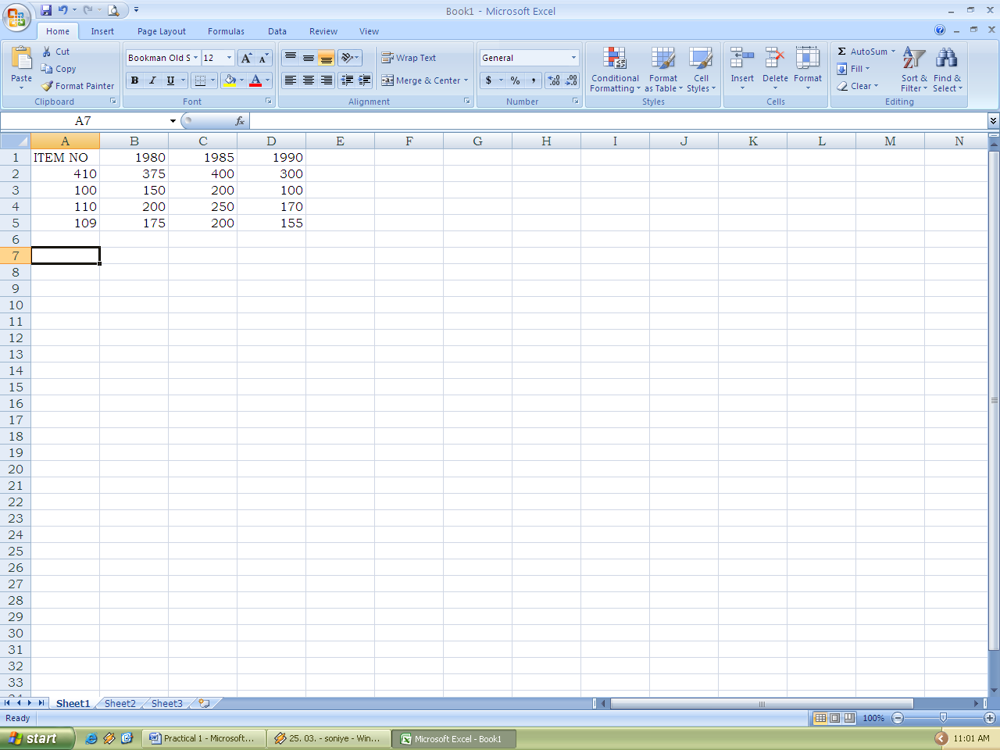 Book1 - Microsoft Excel
Home Insert Page Layout Formulas Data Review View
Paste
Cut
Copy
Format Painter
Clipboard
Bookman Old S 12
B I U
Font
Wrap Text
Merge & Center
Alignment
General
$ % ,
Number
Conditional Formatting
Format as Table
Cell Styles
Styles
Insert Delete Format
Cells
Σ AutoSum
Fill
Clear
Sort & Filter
Find & Select
Editing
A7 fx
A B C D E F G H I J K L M N
1 ITEM NO 1980 1985 1990
2 410 375 400 300
3 100 150 200 100
4 110 200 250 170
5 109 175 200 155
6
7
8
9
10
11
12
13
14
15
16
17
18
19
20
21
22
23
24
25
26
27
28
29
30
31
32
33
Sheet1 Sheet2 Sheet3
Ready 100%
start Practical 1 - Microsoft... 25. 03. - soniye - Win... Microsoft Excel - Book1 11:01 AM